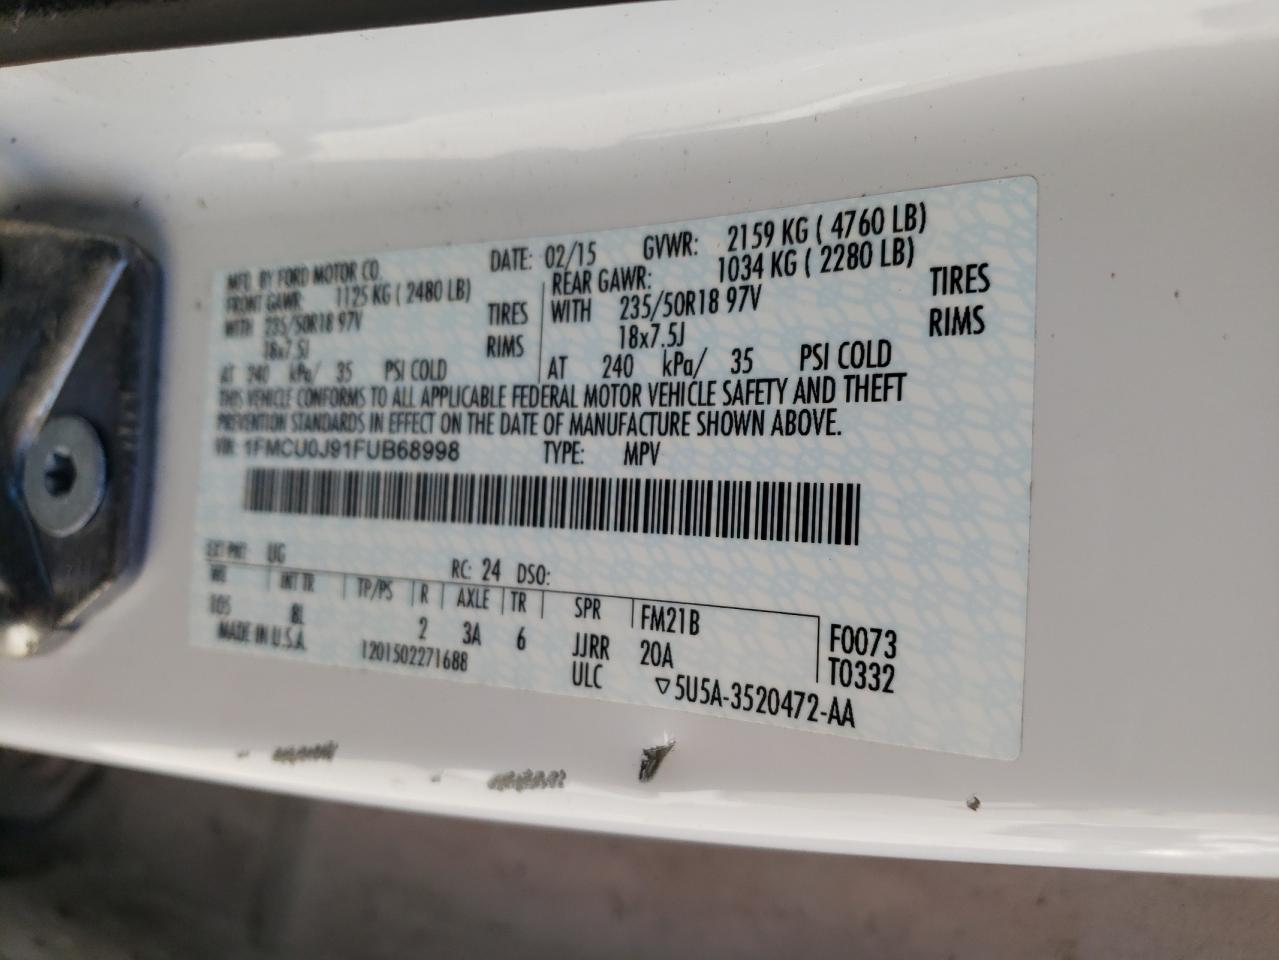 MFD. BY FORD MOTOR CO. DATE: 02/15 GVWR: 2159 KG ( 4760 LB)
FRONT GAWR: 1125 KG ( 2480 LB) REAR GAWR: 1034 KG ( 2280 LB)
WITH 235/50R18 97V TIRES WITH 235/50R18 97V TIRES
18x7.5J RIMS 18x7.5J RIMS
AT 240 kPa/ 35 PSI COLD AT 240 kPa/ 35 PSI COLD
THIS VEHICLE CONFORMS TO ALL APPLICABLE FEDERAL MOTOR VEHICLE SAFETY AND THEFT
PREVENTION STANDARDS IN EFFECT ON THE DATE OF MANUFACTURE SHOWN ABOVE.
VIN: 1FMCU0J91FUB68998 TYPE: MPV
EXT PNT: UG RC: 24 DSO:
WB INT TR TP/PS R AXLE TR SPR FM21B F0073
105 8L 2 3A 6 JJRR 20A T0332
MADE IN U.S.A. 1201502271688 ULC ▽5U5A-3520472-AA